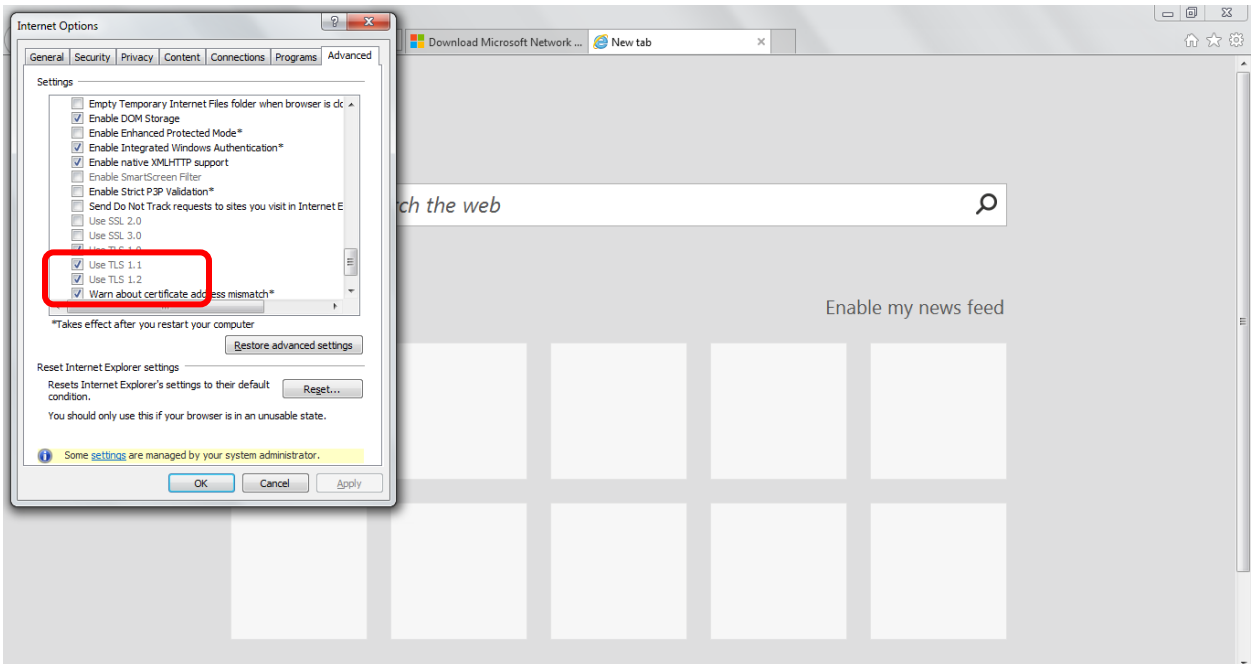 Internet Options
Download Microsoft Network ...
New tab
General Security Privacy Content Connections Programs Advanced
Settings
Empty Temporary Internet Files folder when browser is
Enable DOM Storage
Enable Enhanced Protected Mode*
Enable Integrated Windows Authentication*
Enable native XMLHTTP support
Enable SmartScreen Filter
Enable Strict P3P Validation*
Send Do Not Track requests to sites you visit in Internet E
Use SSL 2.0
Use SSL 3.0
Use TLS 1.0
Use TLS 1.1
Use TLS 1.2
Warn about certificate address mismatch*
*Takes effect after you restart your computer
Restore advanced settings
Reset Internet Explorer settings
Resets Internet Explorer's settings to their default
condition.
Reset...
You should only use this if your browser is in an unusable state.
Some settings are managed by your system administrator.
OK Cancel Apply
ch the web
Enable my news feed